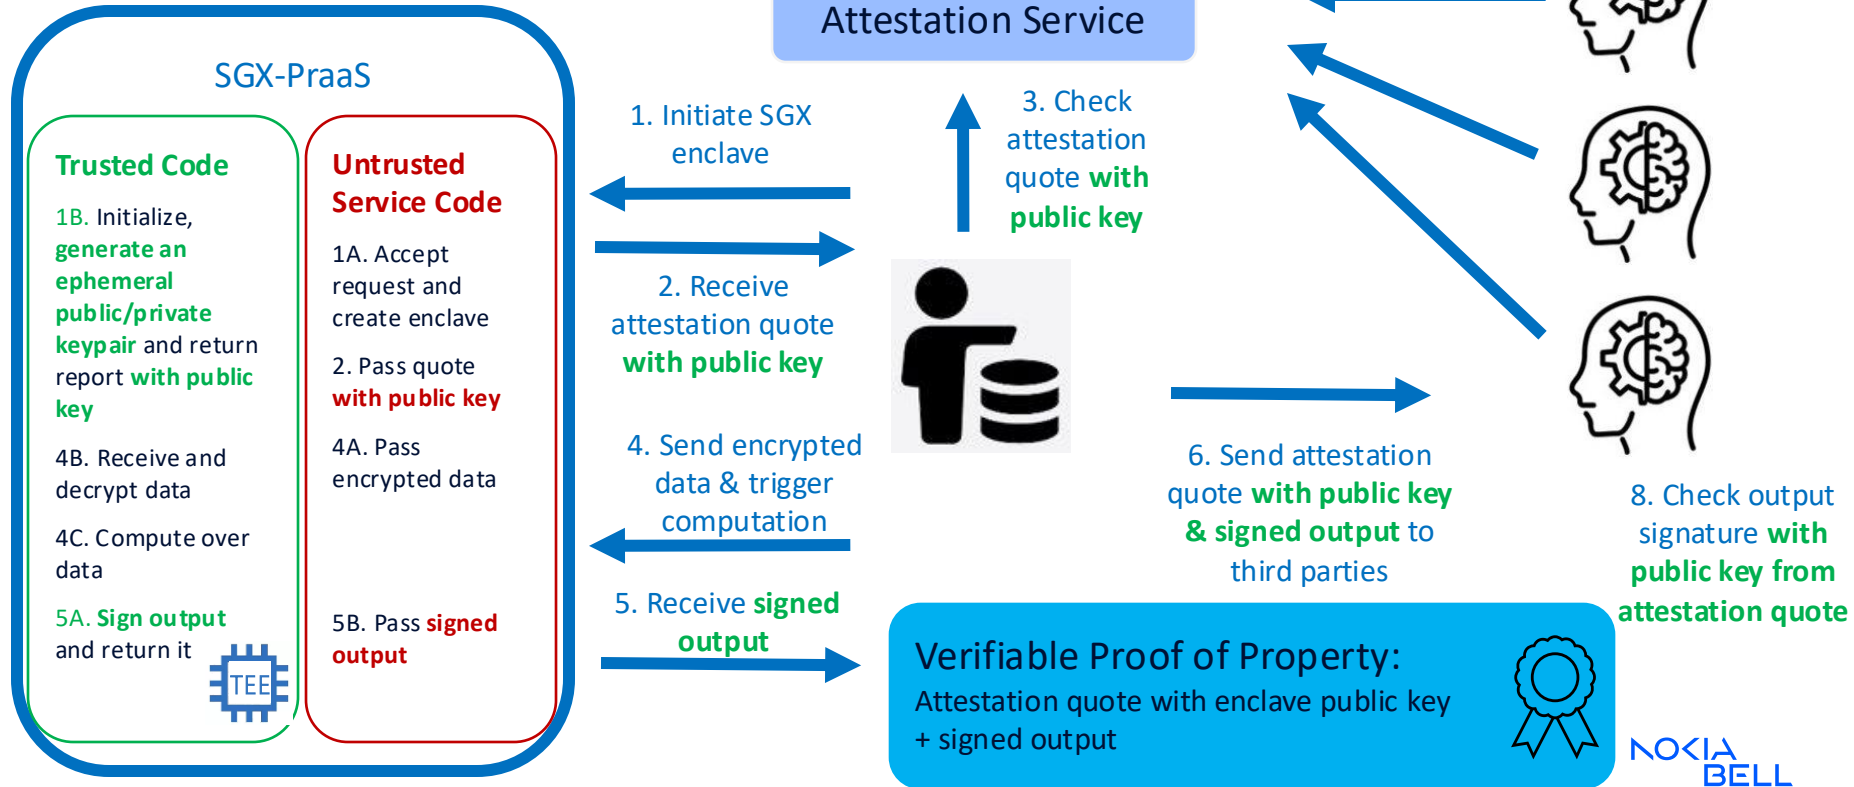 Attestation Service
SGX-PraaS
Trusted Code
1B. Initialize,
generate an
ephemeral
public/private
keypair and return
report with public
key
4B. Receive and
decrypt data
4C. Compute over
data
5A. Sign output
and return it
TEE
Untrusted
Service Code
1A. Accept
request and
create enclave
2. Pass quote
with public key
4A. Pass
encrypted data
5B. Pass signed
output
1. Initiate SGX
enclave
2. Receive
attestation quote
with public key
3. Check
attestation
quote with
public key
4. Send encrypted
data & trigger
computation
5. Receive signed
output
6. Send attestation
quote with public key
& signed output to
third parties
8. Check output
signature with
public key from
attestation quote
Verifiable Proof of Property:
Attestation quote with enclave public key
+ signed output
NOKIA
BELL